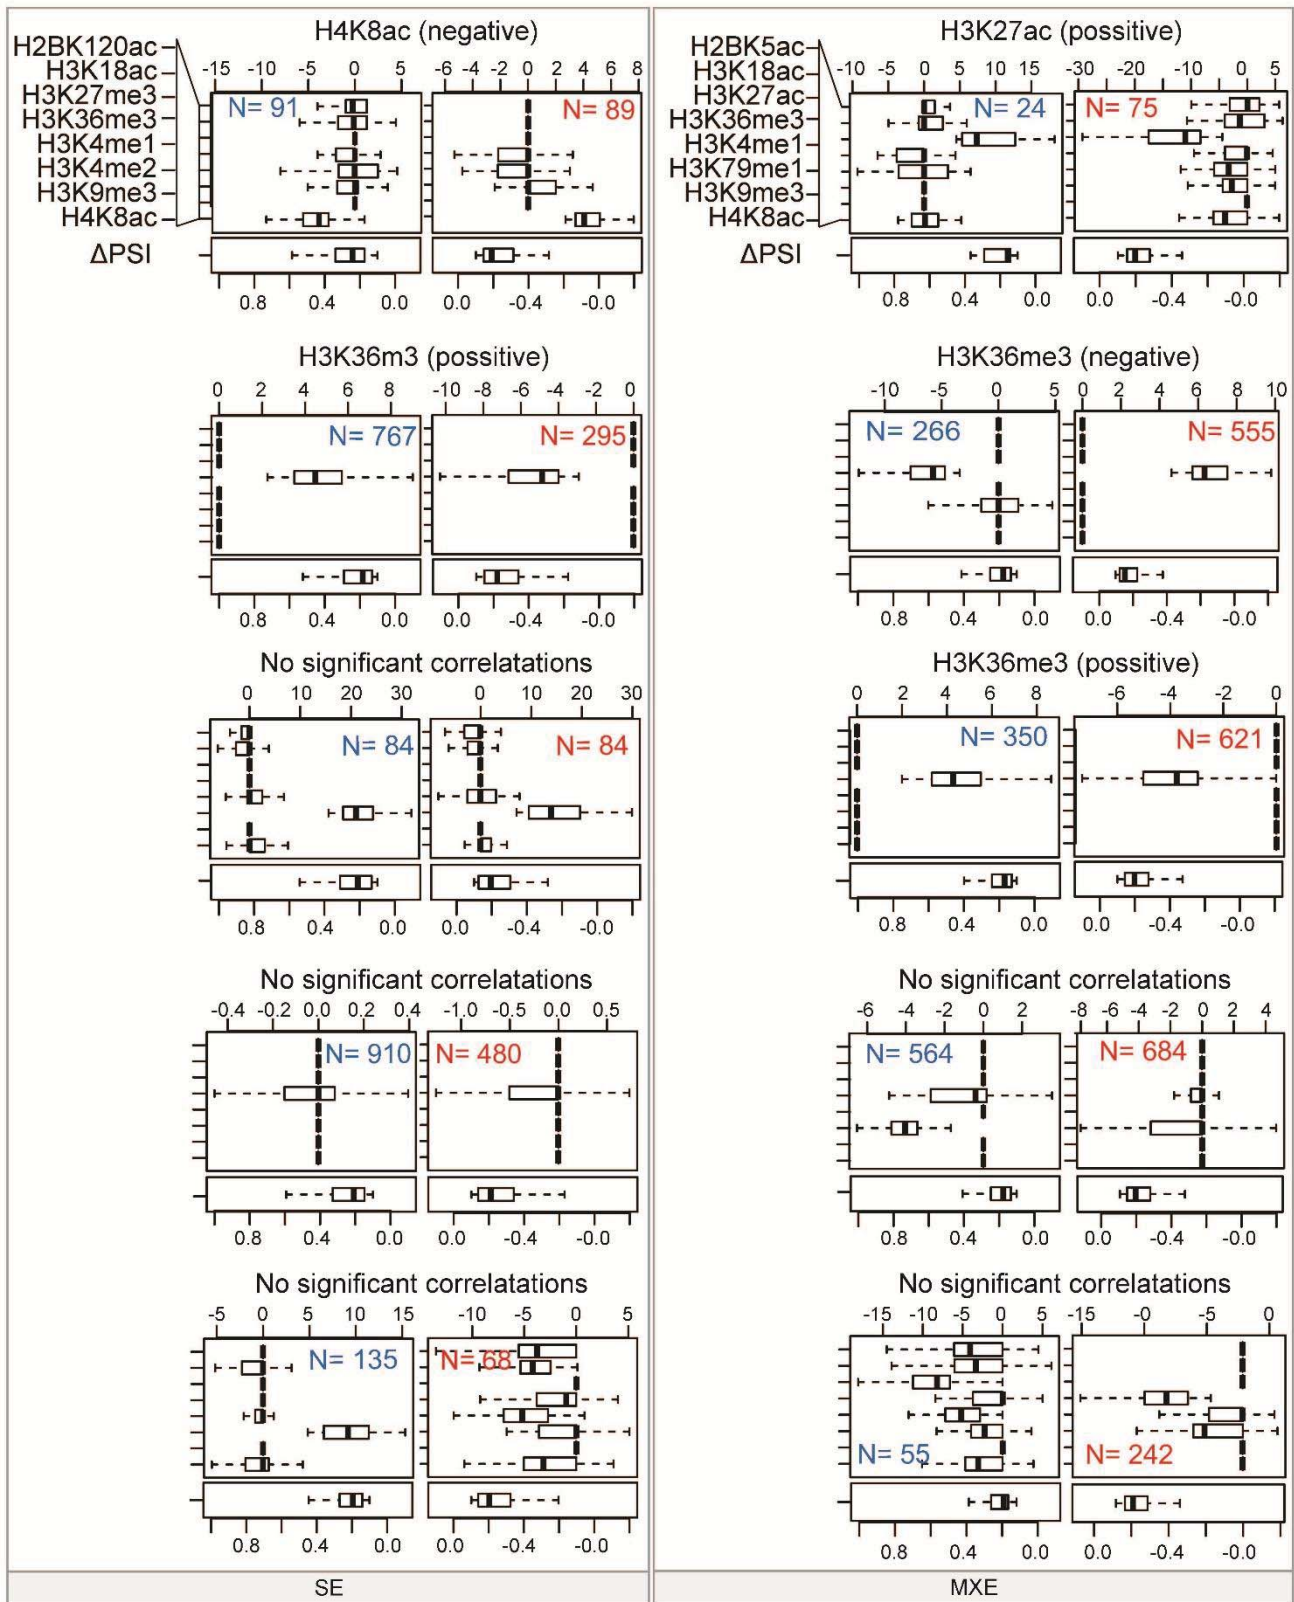 H4K8ac (negative)
H2BK120ac
H3K18ac
H3K27me3
H3K36me3
H3K4me1
H3K4me2
H3K9me3
H4K8ac
ΔPSI
-15 -10 -5 0 5
-6 -4 -2 0 2 4 6 8
N= 91
N= 89
0.8 0.4 0.0
0.0 -0.4 -0.0
H3K36m3 (possitive)
0 2 4 6 8
-10 -8 -6 -4 -2 0
N= 767
N= 295
0.8 0.4 0.0
0.0 -0.4 -0.0
No significant correlatations
0 10 20 30
0 10 20 30
N= 84
N= 84
0.8 0.4 0.0
0.0 -0.4 -0.0
No significant correlatations
-0.4 -0.2 0.0 0.2 0.4
-1.0 -0.5 0.0 0.5
N= 910
N= 480
0.8 0.4 0.0
0.0 -0.4 -0.0
No significant correlatations
-5 0 5 10 15
-10 -5 0 5
N= 135
N= 68
0.8 0.4 0.0
0.0 -0.4 -0.0
SE
H3K27ac (possitive)
H2BK5ac
H3K18ac
H3K27ac
H3K36me3
H3K4me1
H3K79me1
H3K9me3
H4K8ac
ΔPSI
-10 -5 0 5 10 15
-30 -20 -10 0 5
N= 24
N= 75
0.8 0.4 0.0
0.0 -0.4 -0.0
H3K36me3 (negative)
-10 -5 0 5
0 2 4 6 8 10
N= 266
N= 555
0.8 0.4 0.0
0.0 -0.4 -0.0
H3K36me3 (possitive)
0 2 4 6 8
-6 -4 -2 0
N= 350
N= 621
0.8 0.4 0.0
0.0 -0.4 -0.0
No significant correlatations
-6 -4 -2 0 2
-8 -6 -4 -2 0 2 4
N= 564
N= 684
0.8 0.4 0.0
0.0 -0.4 -0.0
No significant correlatations
-15 -10 -5 0 5
-15 -0 -5 0
N= 55
N= 242
0.8 0.4 0.0
0.0 -0.4 -0.0
MXE